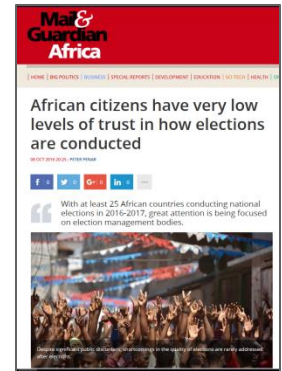 Mail&
Guardian
Africa
| HOME | BIG POLITICS | BUSINESS | SPECIAL REPORTS | DEVELOPMENT | EDUCATION | SCI-TECH | HEALTH |
African citizens have very low
levels of trust in how elections
are conducted
PETER PENAR
With at least 25 African countries conducting national
elections in 2016-2017, great attention is being focused
on election management bodies.
Despite significant public distrust, shortcomings in the quality of elections are rarely addressed
after elections.